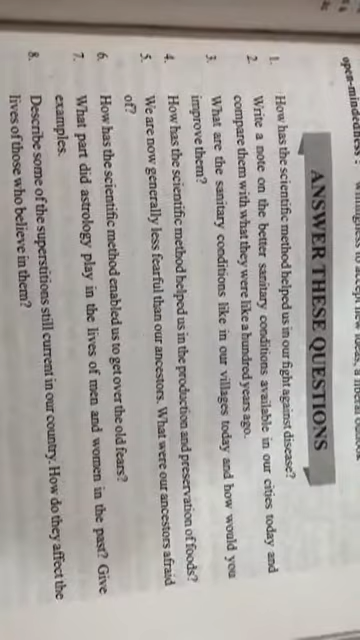 open-mindedness :
ANSWER THESE QUESTIONS
1. How has the scientific method helped us in our fight against disease?
2. Write a note on the better sanitary conditions available in our cities today and
compare them with what they were like a hundred years ago.
3. What are the sanitary conditions like in our villages today and how would you
improve them?
4. How has the scientific method helped us in the production and preservation of foods?
5. We are now generally less fearful than our ancestors. What were our ancestors afraid
of?
6. How has the scientific method enabled us to get over the old fears?
7. What part did astrology play in the lives of men and women in the past? Give
examples.
8. Describe some of the superstitions still current in our country. How do they affect the
lives of those who believe in them?